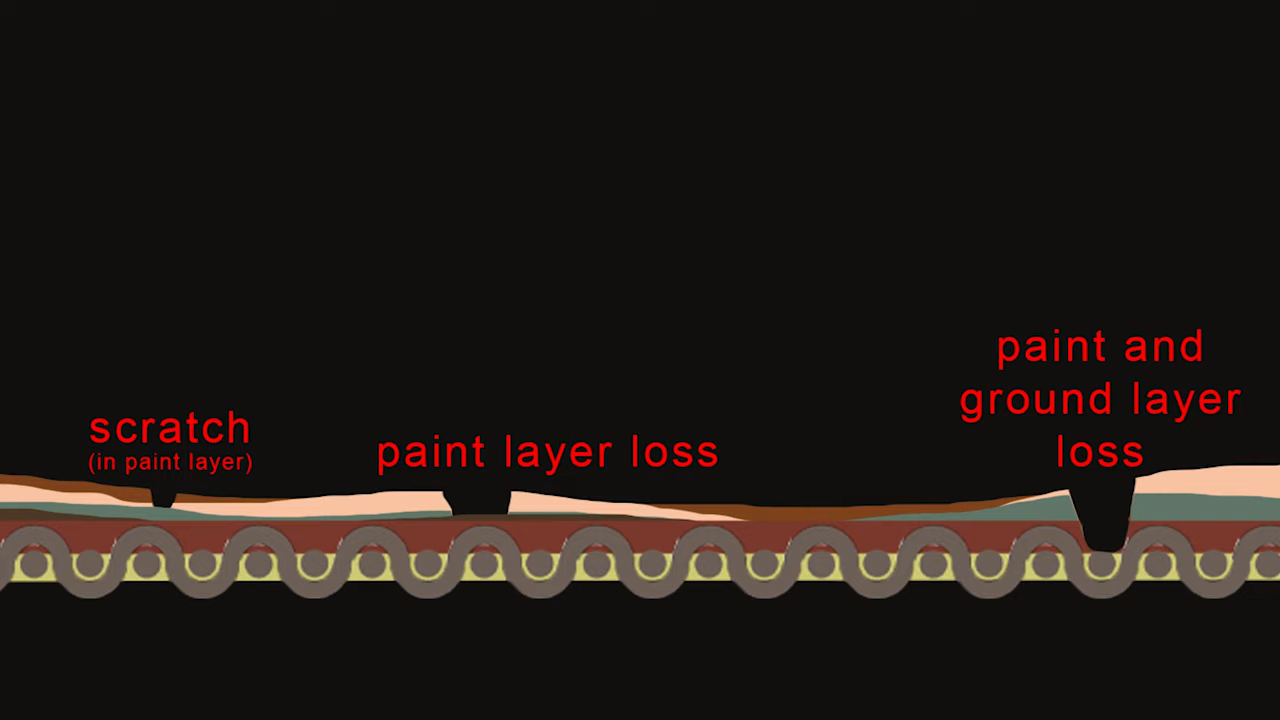 scratch
(in paint layer)
paint layer loss
paint and
ground layer
loss